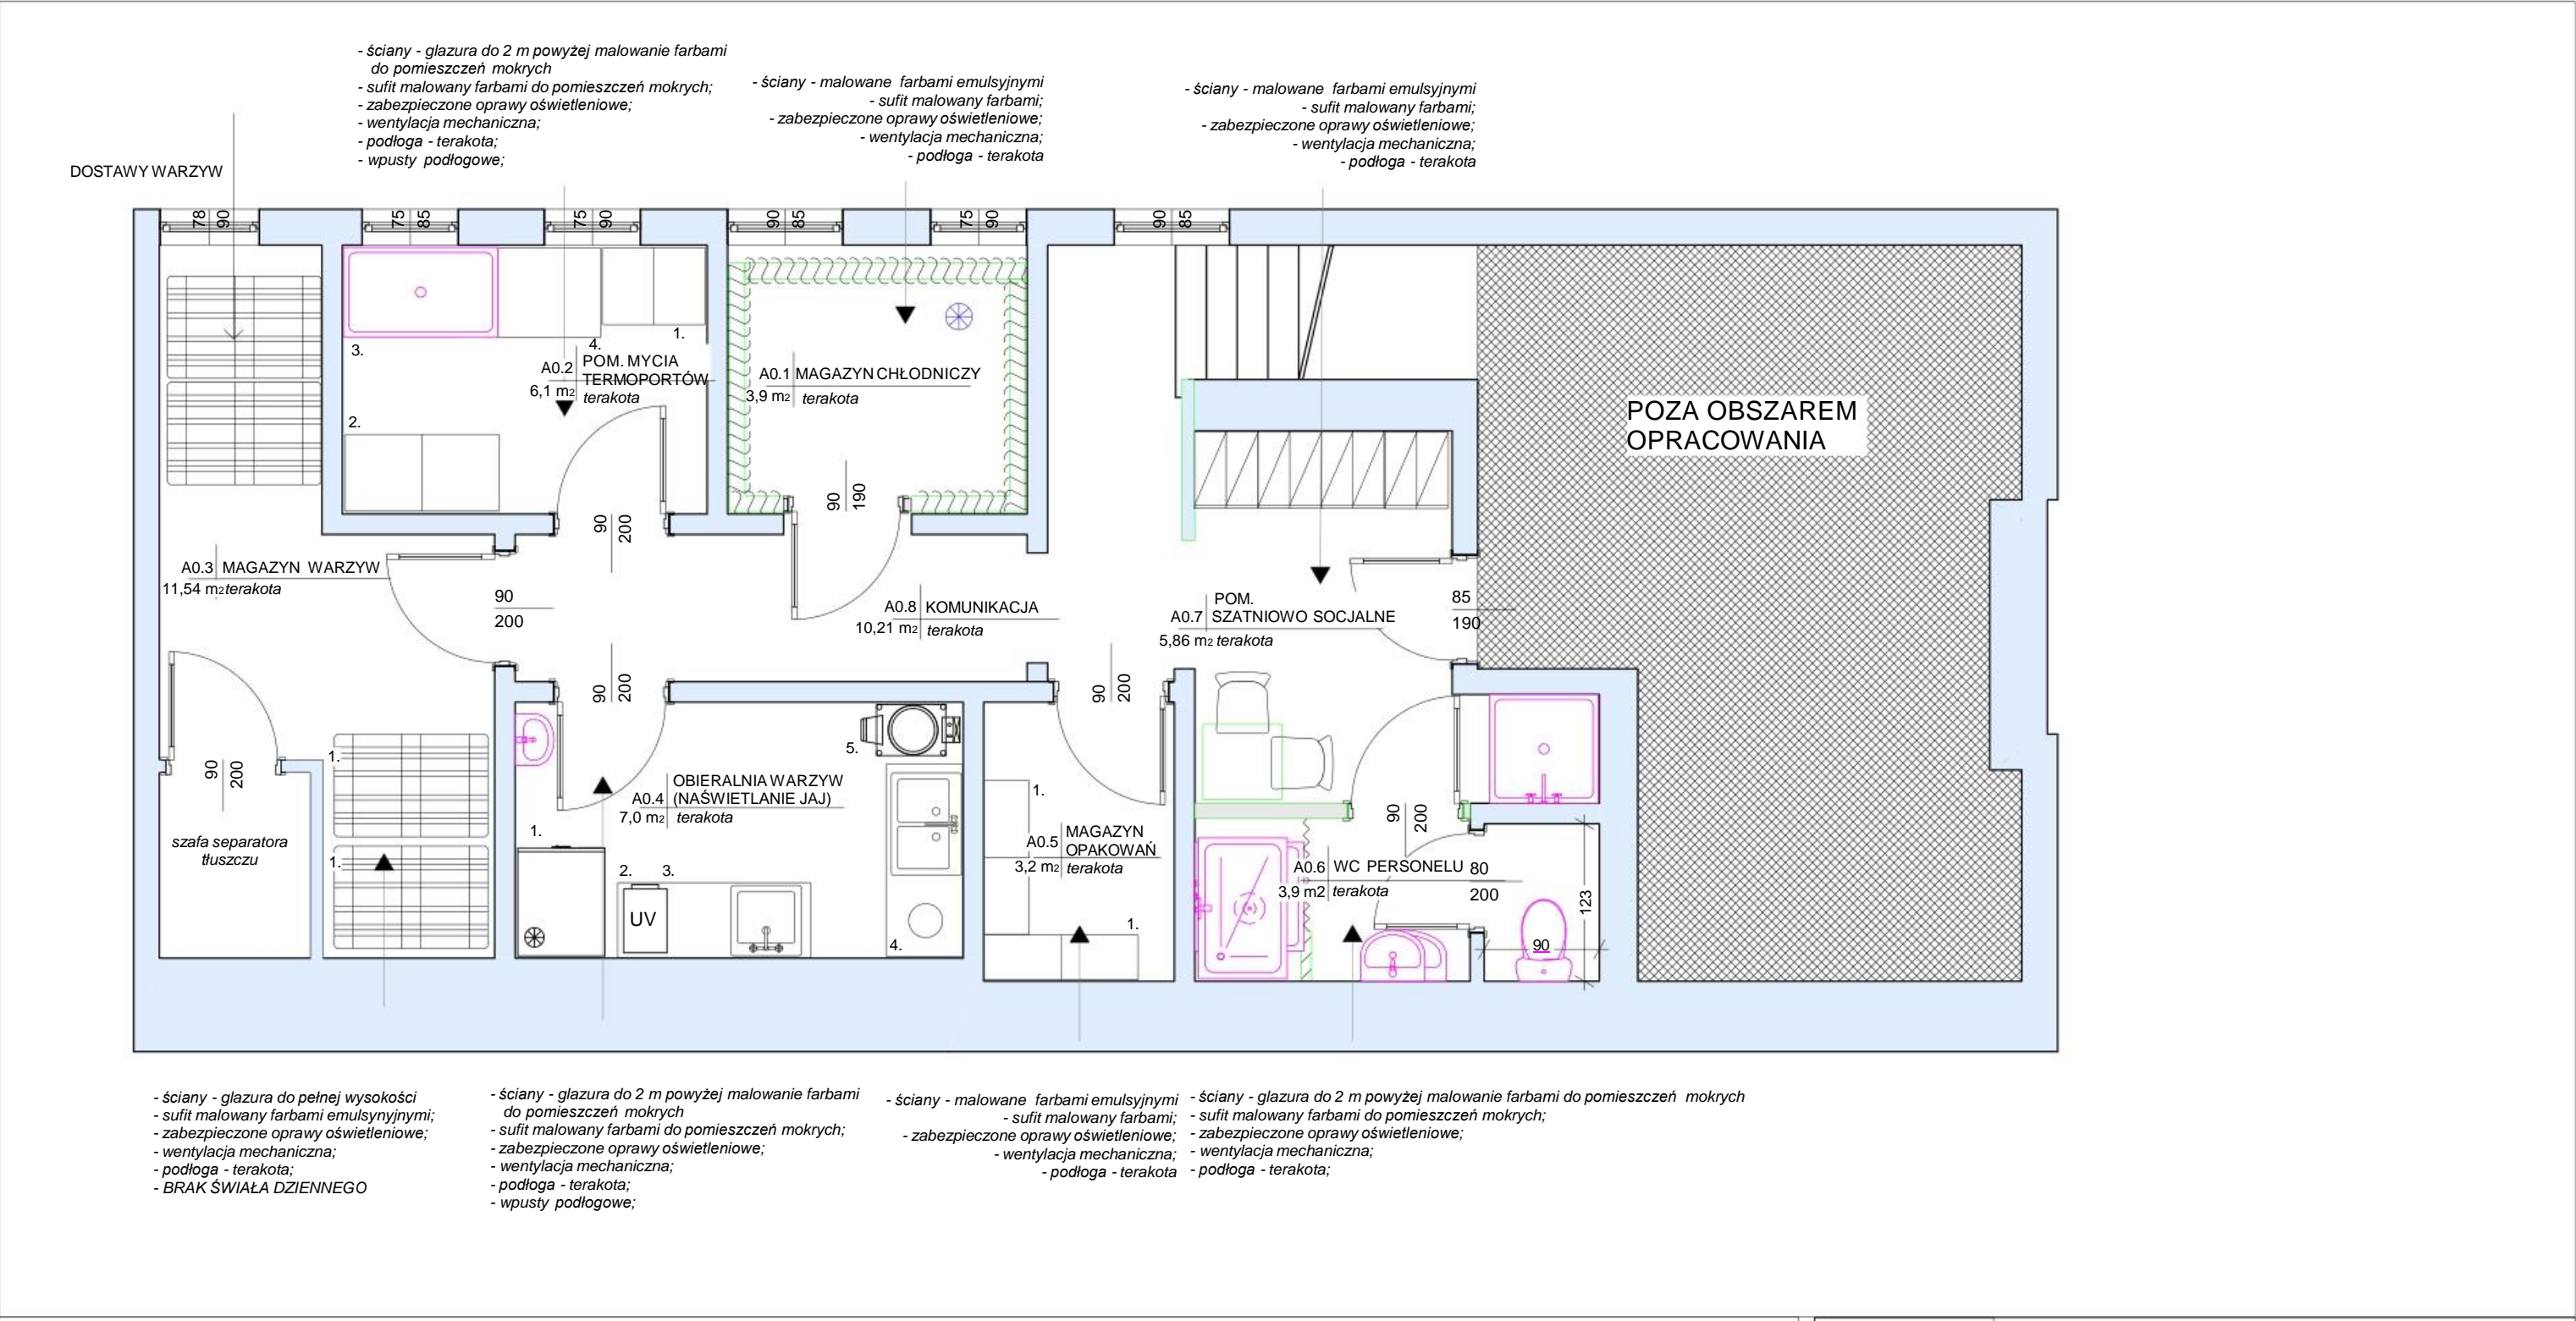 - ściany - glazura do 2 m powyżej malowanie farbami
do pomieszczeń mokrych
- sufit malowany farbami do pomieszczeń mokrych;
- zabezpieczone oprawy oświetleniowe;
- wentylacja mechaniczna;
- podłoga - terakota;
- wpusty podłogowe;
- ściany - malowane farbami emulsyjnymi
- sufit malowany farbami;
- zabezpieczone oprawy oświetleniowe;
- wentylacja mechaniczna;
- podłoga - terakota
- ściany - malowane farbami emulsyjnymi
- sufit malowany farbami;
- zabezpieczone oprawy oświetleniowe;
- wentylacja mechaniczna;
- podłoga - terakota
DOSTAWY WARZYW
78
90
75
85
75
90
90
85
75
90
90
85
3.
4.
1.
2.
A0.2
POM. MYCIA
TERMOPORTÓW
6,1 m2
terakota
A0.1
MAGAZYN CHŁODNICZY
3,9 m2
terakota
POZA OBSZAREM
OPRACOWANIA
90
200
90
190
A0.3
MAGAZYN WARZYW
11,54 m2
terakota
90
200
A0.8
KOMUNIKACJA
10,21 m2
terakota
A0.7
POM.
SZATNIOWO SOCJALNE
5,86 m2
terakota
85
190
90
200
90
200
90
200
szafa separatora
tłuszczu
1.
1.
A0.4
OBIERALNIA WARZYW
(NAŚWIETLANIE JAJ)
7,0 m2
terakota
5.
1.
2.
3.
UV
4.
1.
A0.5
MAGAZYN
OPAKOWAŃ
3,2 m2
terakota
1.
90
200
A0.6
WC PERSONELU
3,9 m2
terakota
80
200
123
90
- ściany - glazura do pełnej wysokości
- sufit malowany farbami emulsynyjnymi;
- zabezpieczone oprawy oświetleniowe;
- wentylacja mechaniczna;
- podłoga - terakota;
- BRAK ŚWIAŁA DZIENNEGO
- ściany - glazura do 2 m powyżej malowanie farbami
do pomieszczeń mokrych
- sufit malowany farbami do pomieszczeń mokrych;
- zabezpieczone oprawy oświetleniowe;
- wentylacja mechaniczna;
- podłoga - terakota;
- wpusty podłogowe;
- ściany - malowane farbami emulsyjnymi
- sufit malowany farbami;
- zabezpieczone oprawy oświetleniowe;
- wentylacja mechaniczna;
- podłoga - terakota
- ściany - glazura do 2 m powyżej malowanie farbami do pomieszczeń mokrych
- sufit malowany farbami do pomieszczeń mokrych;
- zabezpieczone oprawy oświetleniowe;
- wentylacja mechaniczna;
- podłoga - terakota;